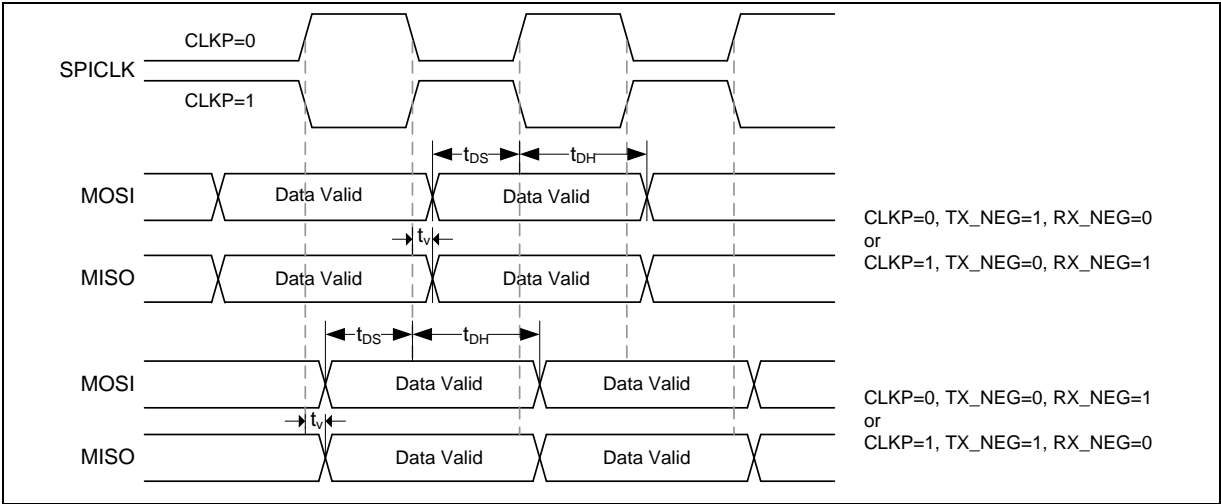 CLKP=0
SPICLK
CLKP=1
tDS
tDH
MOSI
Data Valid
Data Valid
CLKP=0, TX_NEG=1, RX_NEG=0
or
CLKP=1, TX_NEG=0, RX_NEG=1
tv
MISO
Data Valid
Data Valid
tDS
tDH
MOSI
Data Valid
Data Valid
CLKP=0, TX_NEG=0, RX_NEG=1
or
CLKP=1, TX_NEG=1, RX_NEG=0
tv
MISO
Data Valid
Data Valid